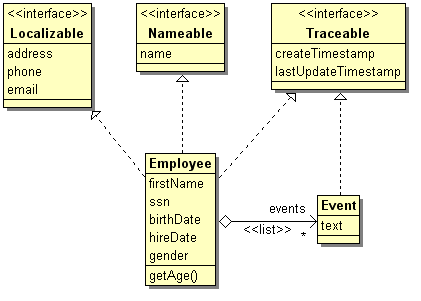 <<interface>>
Localizable
address
phone
email
<<interface>>
Nameable
name
<<interface>>
Traceable
createTimestamp
lastUpdateTimestamp
Employee
firstName
ssn
birthDate
hireDate
gender
getAge()
events
<<list>>
*
Event
text